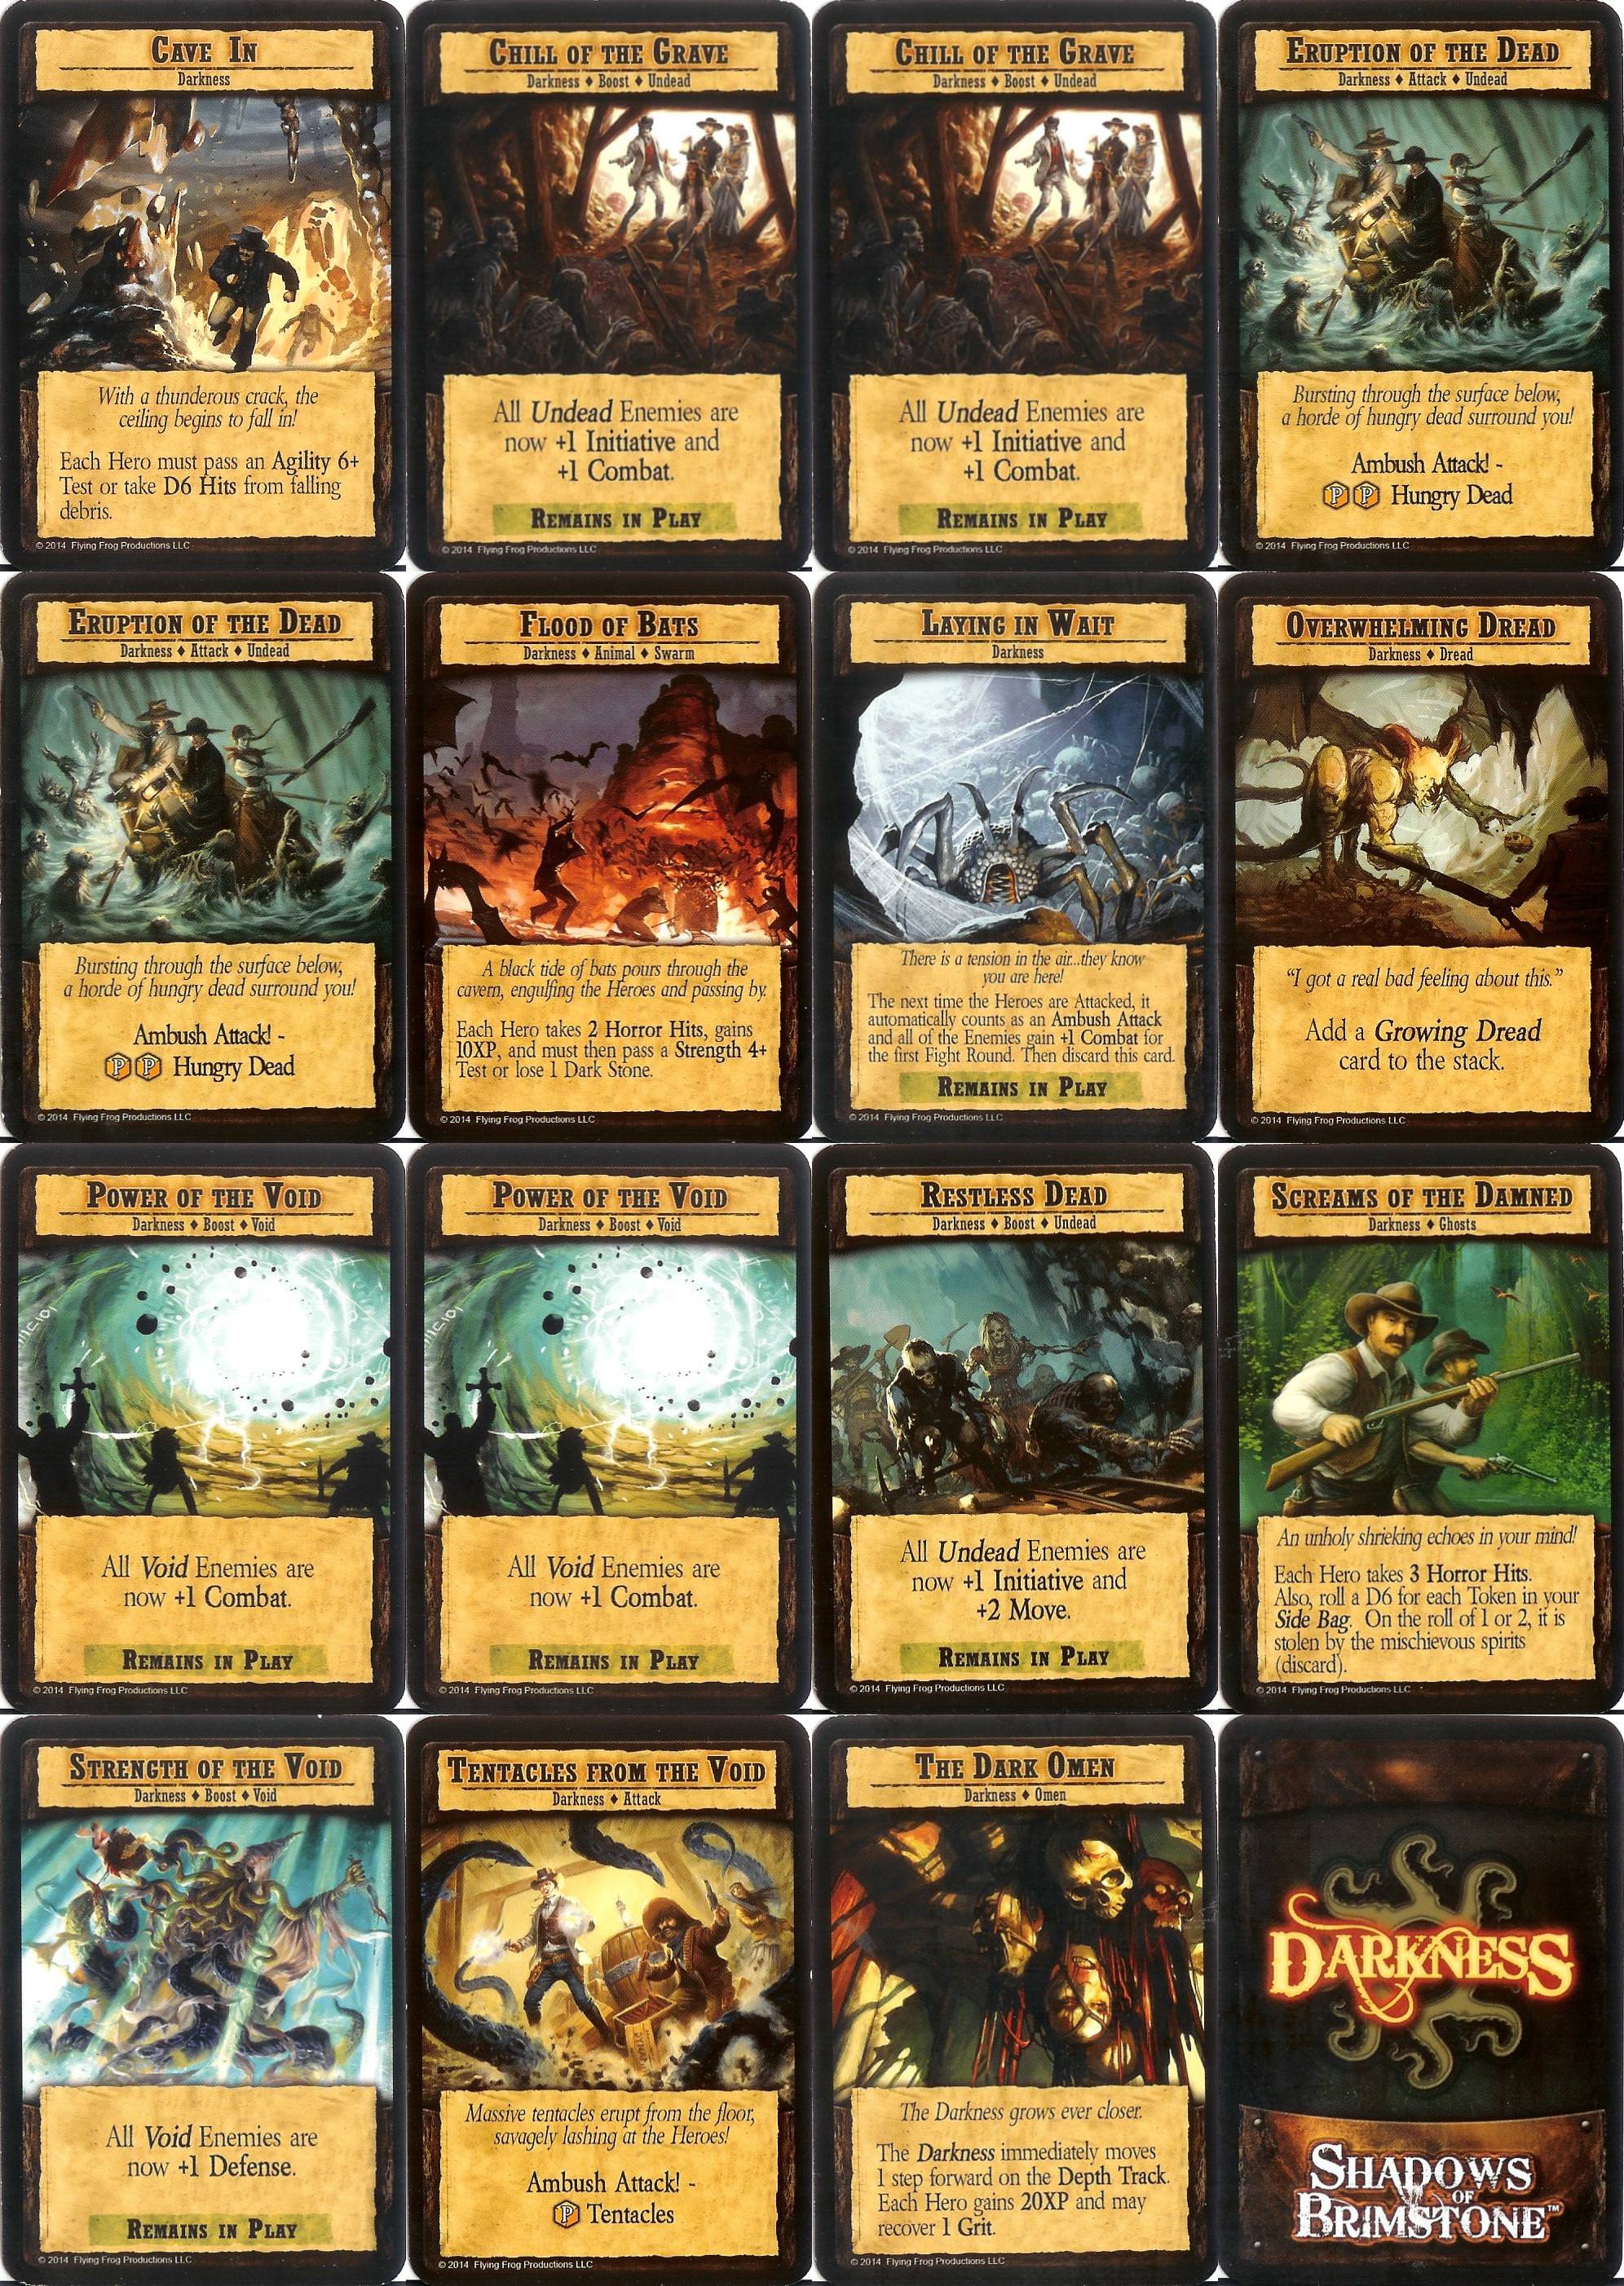 CAVE IN
Darkness
With a thunderous crack, the
ceiling begins to fall in!
Each Hero must pass an Agility 6+
Test or take D6 Hits from falling
debris.
© 2014 Flying Frog Productions LLC
CHILL OF THE GRAVE
Darkness ♦ Boost ♦ Undead
All Undead Enemies are
now +1 Initiative and
+1 Combat.
REMAINS IN PLAY
© 2014 Flying Frog Productions LLC
CHILL OF THE GRAVE
Darkness ♦ Boost ♦ Undead
All Undead Enemies are
now +1 Initiative and
+1 Combat.
REMAINS IN PLAY
© 2014 Flying Frog Productions LLC
ERUPTION OF THE DEAD
Darkness ♦ Attack ♦ Undead
Bursting through the surface below,
a horde of hungry dead surround you!
Ambush Attack! -
P P Hungry Dead
© 2014 Flying Frog Productions LLC
ERUPTION OF THE DEAD
Darkness ♦ Attack ♦ Undead
Bursting through the surface below,
a horde of hungry dead surround you!
Ambush Attack! -
P P Hungry Dead
© 2014 Flying Frog Productions LLC
FLOOD OF BATS
Darkness ♦ Animal ♦ Swarm
A black tide of bats pours through the
cavern, engulfing the Heroes and passing by.
Each Hero takes 2 Horror Hits, gains
10XP, and must then pass a Strength 4+
Test or lose 1 Dark Stone.
© 2014 Flying Frog Productions LLC
LAYING IN WAIT
Darkness
There is a tension in the air...they know
you are here!
The next time the Heroes are Attacked, it
automatically counts as an Ambush Attack
and all of the Enemies gain +1 Combat for
the first Fight Round. Then discard this card.
REMAINS IN PLAY
© 2014 Flying Frog Productions LLC
OVERWHELMING DREAD
Darkness ♦ Dread
"I got a real bad feeling about this."
Add a Growing Dread
card to the stack.
© 2014 Flying Frog Productions LLC
POWER OF THE VOID
Darkness ♦ Boost ♦ Void
All Void Enemies are
now +1 Combat.
REMAINS IN PLAY
© 2014 Flying Frog Productions LLC
POWER OF THE VOID
Darkness ♦ Boost ♦ Void
All Void Enemies are
now +1 Combat.
REMAINS IN PLAY
© 2014 Flying Frog Productions LLC
RESTLESS DEAD
Darkness ♦ Boost ♦ Undead
All Undead Enemies are
now +1 Initiative and
+2 Move.
REMAINS IN PLAY
© 2014 Flying Frog Productions LLC
SCREAMS OF THE DAMNED
Darkness ♦ Ghosts
An unholy shrieking echoes in your mind!
Each Hero takes 3 Horror Hits.
Also, roll a D6 for each Token in your
Side Bag. On the roll of 1 or 2, it is
stolen by the mischievous spirits
(discard).
© 2014 Flying Frog Productions LLC
STRENGTH OF THE VOID
Darkness ♦ Boost ♦ Void
All Void Enemies are
now +1 Defense.
REMAINS IN PLAY
© 2014 Flying Frog Productions LLC
TENTACLES FROM THE VOID
Darkness ♦ Attack
Massive tentacles erupt from the floor,
savagely lashing at the Heroes!
Ambush Attack! -
P Tentacles
© 2014 Flying Frog Productions LLC
THE DARK OMEN
Darkness ♦ Omen
The Darkness grows ever closer.
The Darkness immediately moves
1 step forward on the Depth Track.
Each Hero gains 20XP and may
recover 1 Grit.
© 2014 Flying Frog Productions LLC
DARKNESS
SHADOWS
OF
BRIMSTONE™